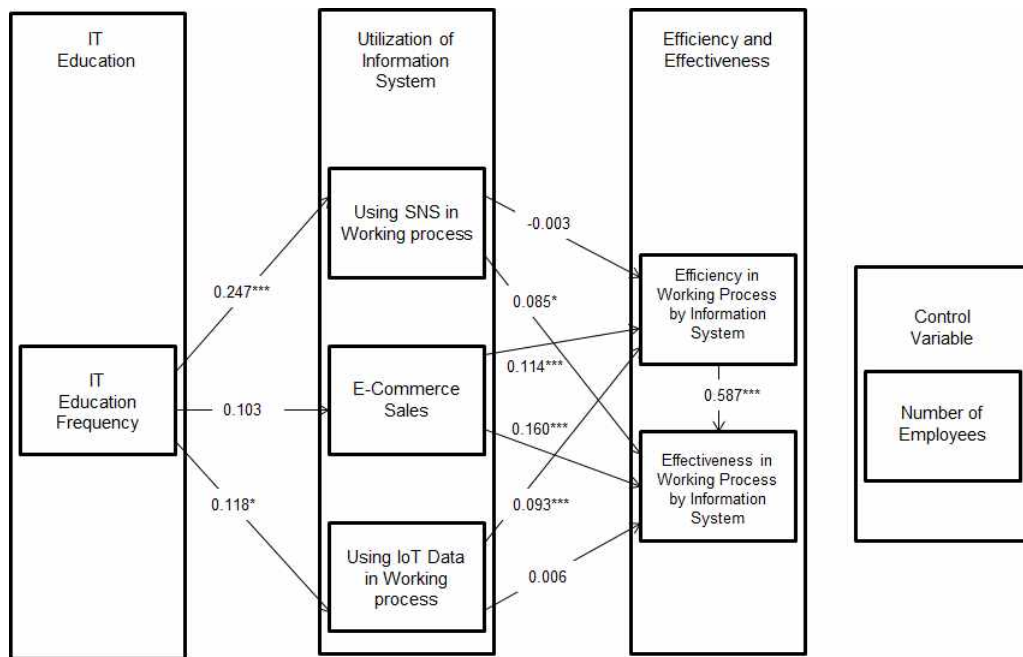 IT
Education
Utilization of
Information
System
Efficiency and
Effectiveness
Using SNS in
Working process
-0.003
Efficiency in
Working Process
by Information
System
0.247***
0.085*
Control
Variable
0.114***
IT
Education
Frequency
0.103
E-Commerce
Sales
0.587***
Number of
Employees
0.160***
Effectiveness in
Working Process
by Information
System
0.118*
0.093***
Using IoT Data
in Working
process
0.006